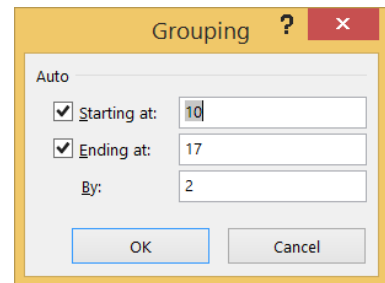 Grouping ? ×
Auto
Starting at: 10
Ending at: 17
By: 2
OK Cancel